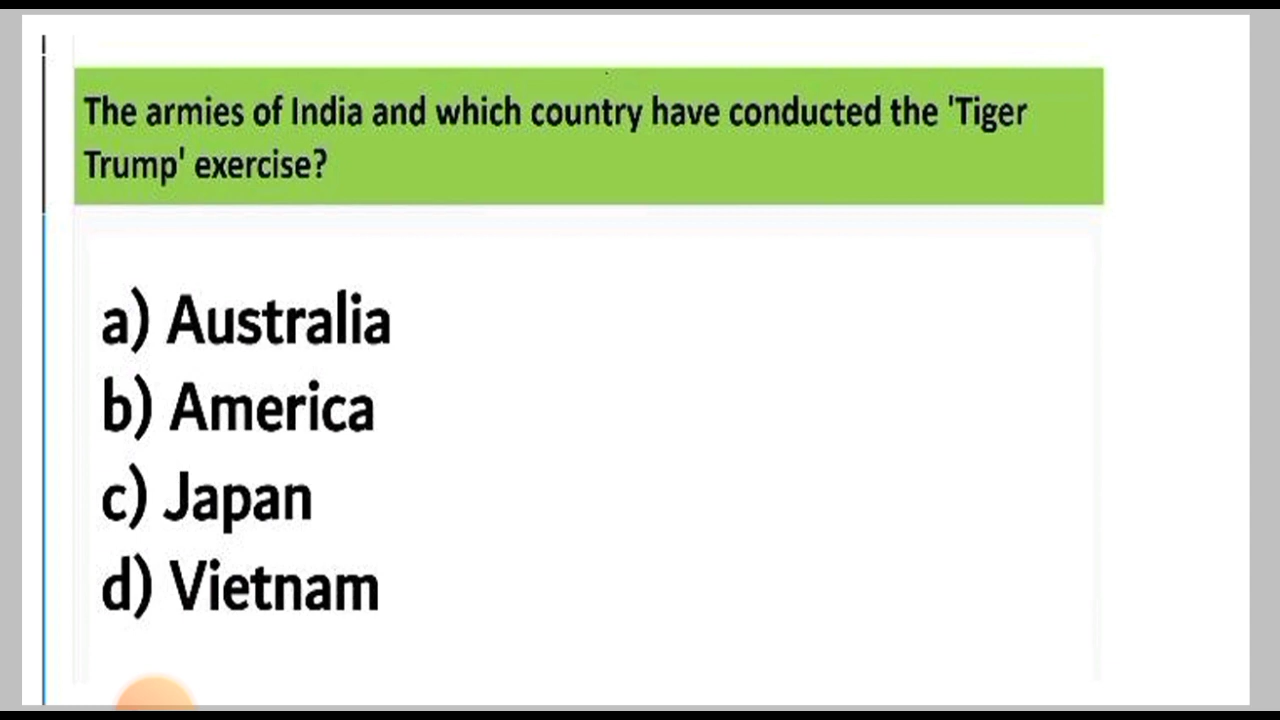 The armies of India and which country have conducted the 'Tiger
Trump' exercise?
a) Australia
b) America
c) Japan
d) Vietnam